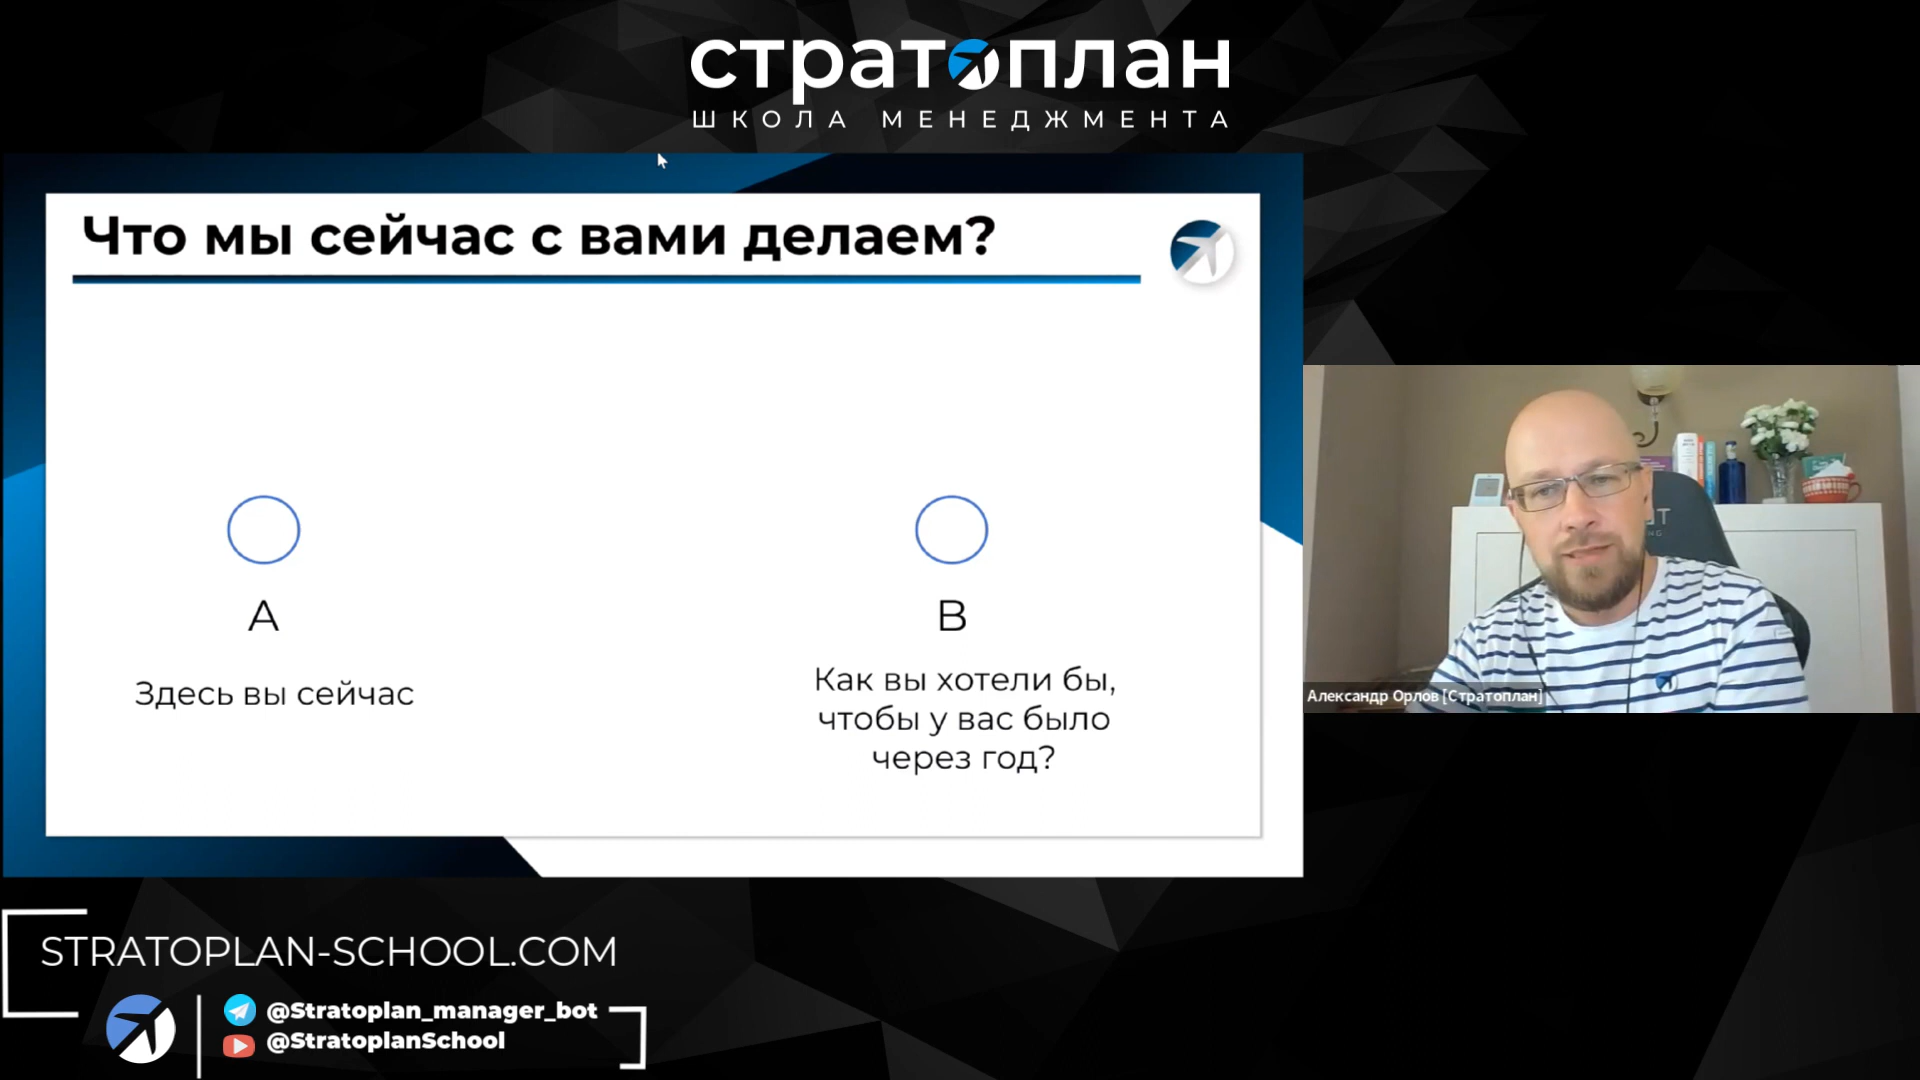 стратоплан
ШКОЛА МЕНЕДЖМЕНТА
Что мы сейчас с вами делаем?
A
Здесь вы сейчас
B
Как вы хотели бы,
чтобы у вас было
через год?
Александр Орлов [Стратоплан]
STRATOPLAN-SCHOOL.COM
@Stratoplan_manager_bot
@StratoplanSchool